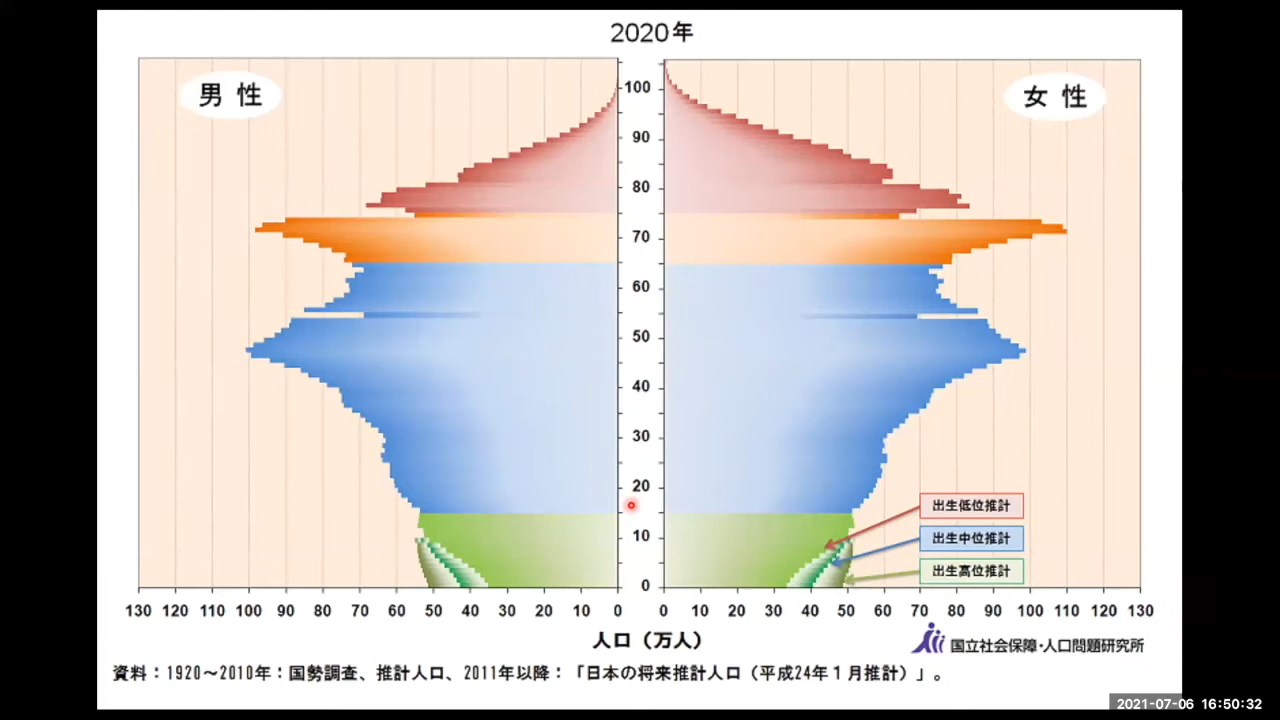 2020年
男性
女性
100
90
80
70
60
50
40
30
20
10
0
出生低位推計
出生中位推計
出生高位推計
130 120 110 100 90 80 70 60 50 40 30 20 10 0
0 10 20 30 40 50 60 70 80 90 100 110 120 130
人口(万人)
国立社会保障・人口問題研究所
資料：1920～2010年：国勢調査、推計人口、2011年以降：「日本の将来推計人口（平成24年１月推計）」。
2021-07-06 16:50:32